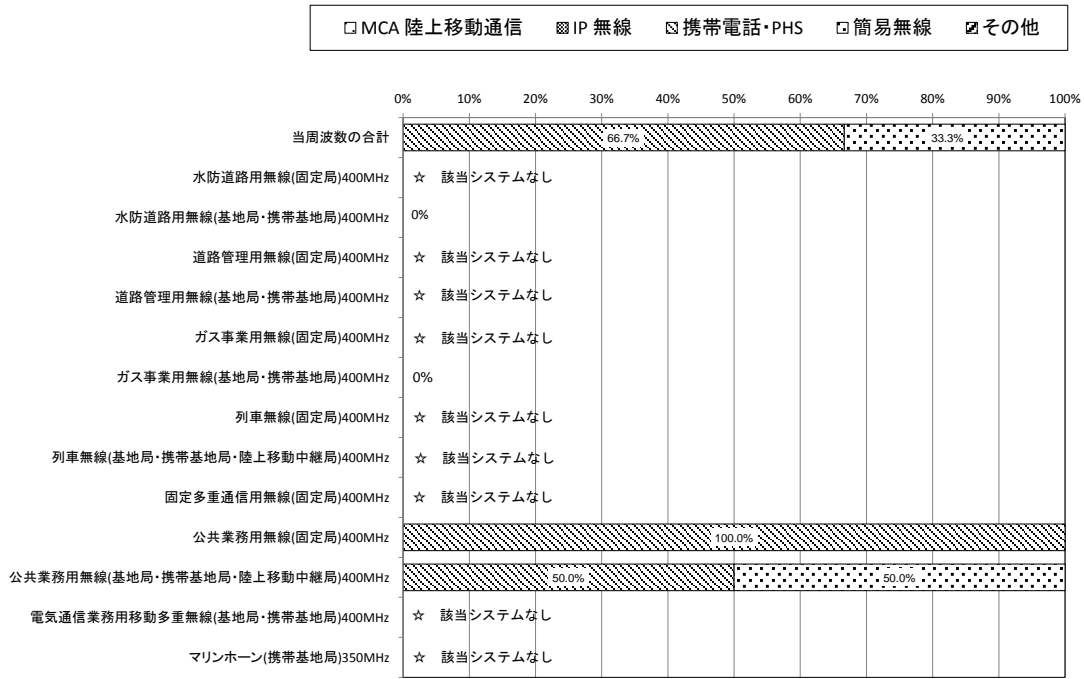 MCA 陸上移動通信 IP 無線 携帯電話・PHS 簡易無線 その他
0% 10% 20% 30% 40% 50% 60% 70% 80% 90% 100%
当周波数の合計 66.7% 33.3%
水防道路用無線(固定局)400MHz ☆ 該当システムなし
水防道路用無線(基地局・携帯基地局)400MHz 0%
道路管理用無線(固定局)400MHz ☆ 該当システムなし
道路管理用無線(基地局・携帯基地局)400MHz ☆ 該当システムなし
ガス事業用無線(固定局)400MHz ☆ 該当システムなし
ガス事業用無線(基地局・携帯基地局)400MHz 0%
列車無線(固定局)400MHz ☆ 該当システムなし
列車無線(基地局・携帯基地局・陸上移動中継局)400MHz ☆ 該当システムなし
固定多重通信用無線(固定局)400MHz ☆ 該当システムなし
公共業務用無線(固定局)400MHz 100.0%
公共業務用無線(基地局・携帯基地局・陸上移動中継局)400MHz 50.0% 50.0%
電気通信業務用移動多重無線(基地局・携帯基地局)400MHz ☆ 該当システムなし
マリンホーン(携帯基地局)350MHz ☆ 該当システムなし